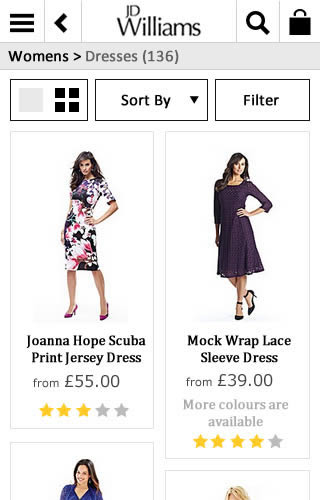 JD
Williams
Womens > Dresses (136)
Sort By ▼
Filter
Joanna Hope Scuba
Print Jersey Dress
from £55.00
Mock Wrap Lace
Sleeve Dress
from £39.00
More colours are
available